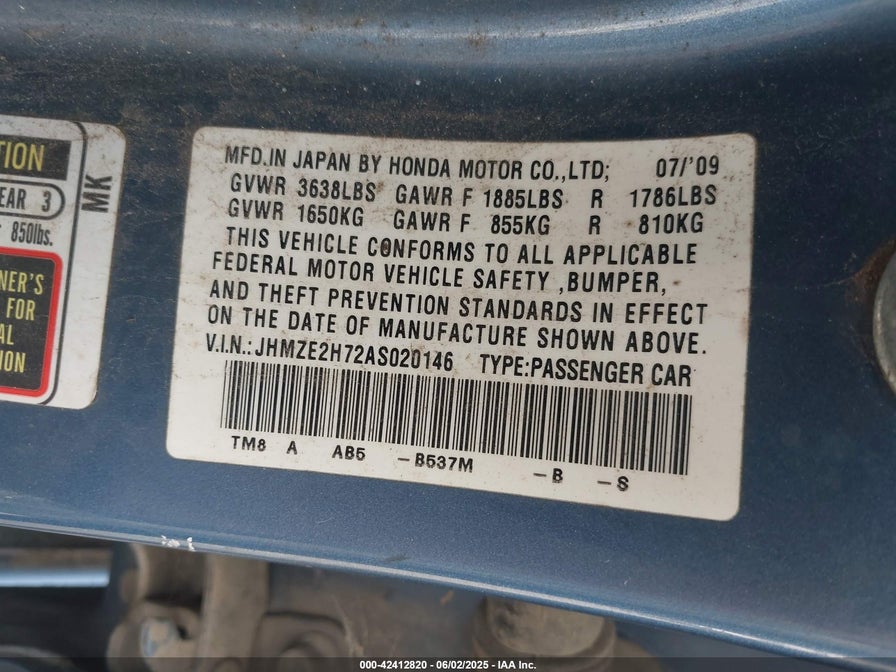 TION
EAR 3
850lbs.
MK
NER'S
FOR
AL
TION
MFD.IN JAPAN BY HONDA MOTOR CO.,LTD; 07/'09
GVWR 3638LBS GAWR F 1885LBS R 1786LBS
GVWR 1650KG GAWR F 855KG R 810KG
THIS VEHICLE CONFORMS TO ALL APPLICABLE
FEDERAL MOTOR VEHICLE SAFETY ,BUMPER,
AND THEFT PREVENTION STANDARDS IN EFFECT
ON THE DATE OF MANUFACTURE SHOWN ABOVE.
V.I.N.: JHMZE2H72AS020146 TYPE:PASSENGER CAR
TM8 A AB5 -B537M -B -S
000-42412820 - 06/02/2025 - IAA Inc.